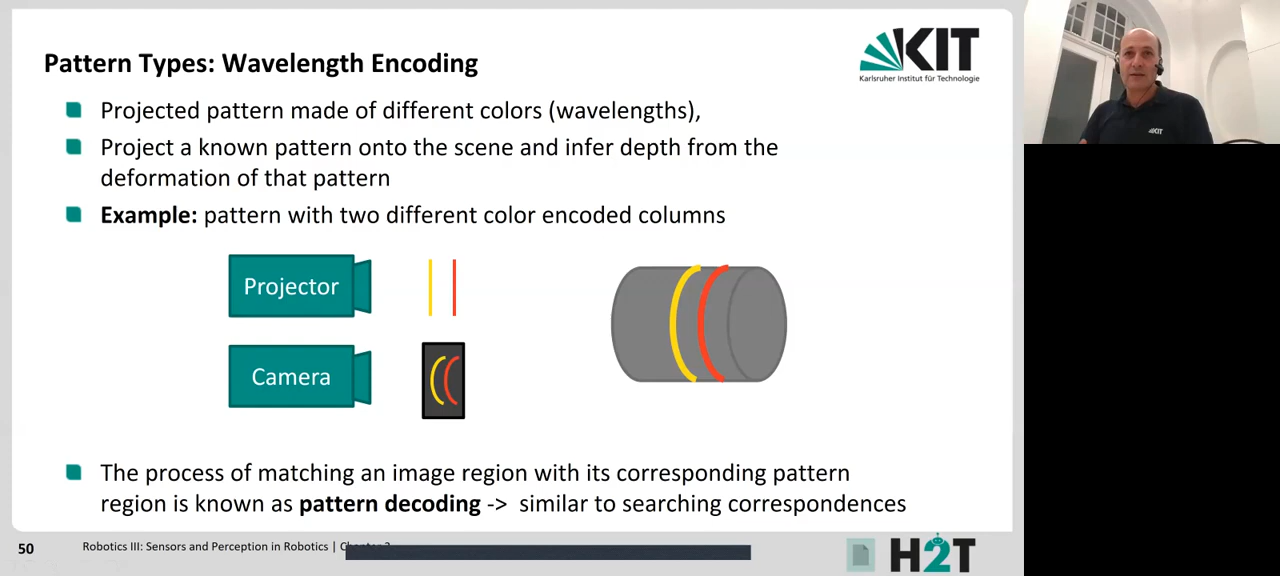 Pattern Types: Wavelength Encoding
KIT
Karlsruher Institut für Technologie
Projected pattern made of different colors (wavelengths),
Project a known pattern onto the scene and infer depth from the
deformation of that pattern
Example: pattern with two different color encoded columns
Projector
Camera
The process of matching an image region with its corresponding pattern
region is known as pattern decoding -> similar to searching correspondences
50
Robotics III: Sensors and Perception in Robotics |
H2T
KIT